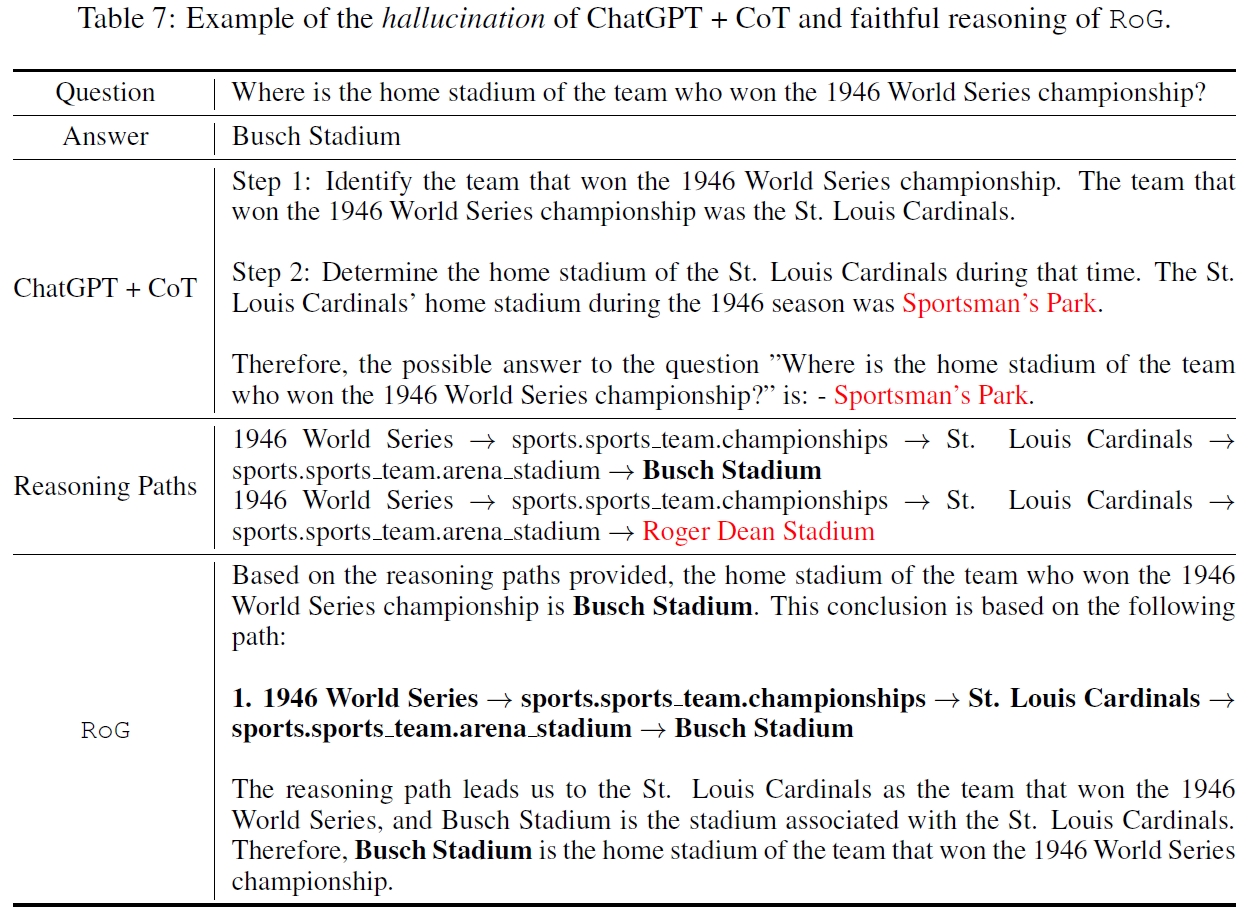 Table 7: Example of the hallucination of ChatGPT + CoT and faithful reasoning of RoG.
Question
Where is the home stadium of the team who won the 1946 World Series championship?
Answer
Busch Stadium
ChatGPT + CoT
Step 1: Identify the team that won the 1946 World Series championship. The team that
won the 1946 World Series championship was the St. Louis Cardinals.
Step 2: Determine the home stadium of the St. Louis Cardinals during that time. The St.
Louis Cardinals’ home stadium during the 1946 season was Sportsman’s Park.
Therefore, the possible answer to the question ”Where is the home stadium of the team
who won the 1946 World Series championship?” is: - Sportsman’s Park.
Reasoning Paths
1946 World Series → sports.sports_team.championships → St. Louis Cardinals →
sports.sports_team.arena_stadium → Busch Stadium
1946 World Series → sports.sports_team.championships → St. Louis Cardinals →
sports.sports_team.arena_stadium → Roger Dean Stadium
RoG
Based on the reasoning paths provided, the home stadium of the team who won the 1946
World Series championship is Busch Stadium. This conclusion is based on the following
path:
1. 1946 World Series → sports.sports_team.championships → St. Louis Cardinals →
sports.sports_team.arena_stadium → Busch Stadium
The reasoning path leads us to the St. Louis Cardinals as the team that won the 1946
World Series, and Busch Stadium is the stadium associated with the St. Louis Cardinals.
Therefore, Busch Stadium is the home stadium of the team that won the 1946 World Series
championship.